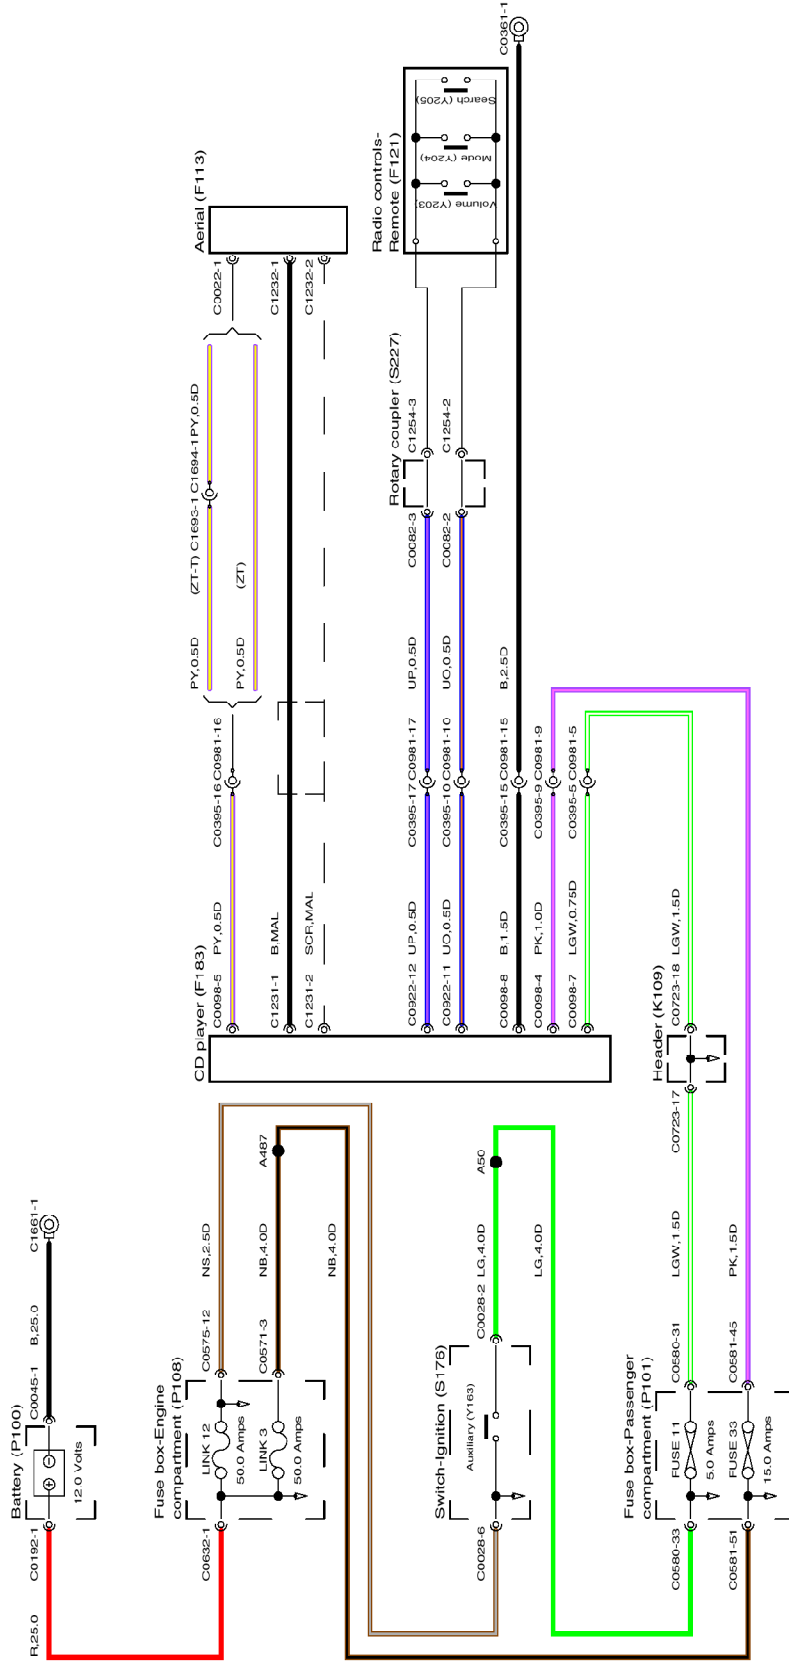 Battery (P100)
C0192-1
12.0 Volts
C0045-1
R,25.0
B,25.0
C1661-1
Fuse box-Engine
compartment (P108)
C0632-1
LINK 12
50.0 Amps
LINK 3
50.0 Amps
C0575-12
C0571-3
NS,2.5D
NB,4.0D
NB,4.0D
A487
Switch-Ignition (S176)
C0028-6
Auxiliary (Y163)
C0028-2
LG,4.0D
LG,4.0D
A50
Fuse box-Passenger
compartment (P101)
C0580-33
C0581-51
FUSE 11
5.0 Amps
FUSE 33
15.0 Amps
C0580-31
C0581-45
LGW,1.5D
PK,1.5D
Header (K109)
C0723-17
C0723-18
LGW,1.5D
CD player (F183)
C0098-5
C1231-1
C1231-2
C0922-12
C0922-11
C0098-8
C0098-4
C0098-7
PY,0.5D
B,MAL
SCR,MAL
UP,0.5D
UO,0.5D
B,1.5D
PK,1.0D
LGW,0.75D
C0395-16
C0981-16
C0395-17
C0981-17
C0395-10
C0981-10
C0395-15
C0981-15
C0395-9
C0981-9
C0395-5
C0981-5
PY,0.5D
(ZT-T)
C1693-1
C1694-1
PY,0.5D
PY,0.5D
(ZT)
UP,0.5D
UO,0.5D
B,2.5D
C0082-3
C0082-2
Rotary coupler (S227)
C1254-3
C1254-2
Aerial (F113)
C0022-1
C1232-1
C1232-2
Radio controls-
Remote (F121)
Volume (Y203)
Mode (Y204)
Search (Y205)
C0361-1